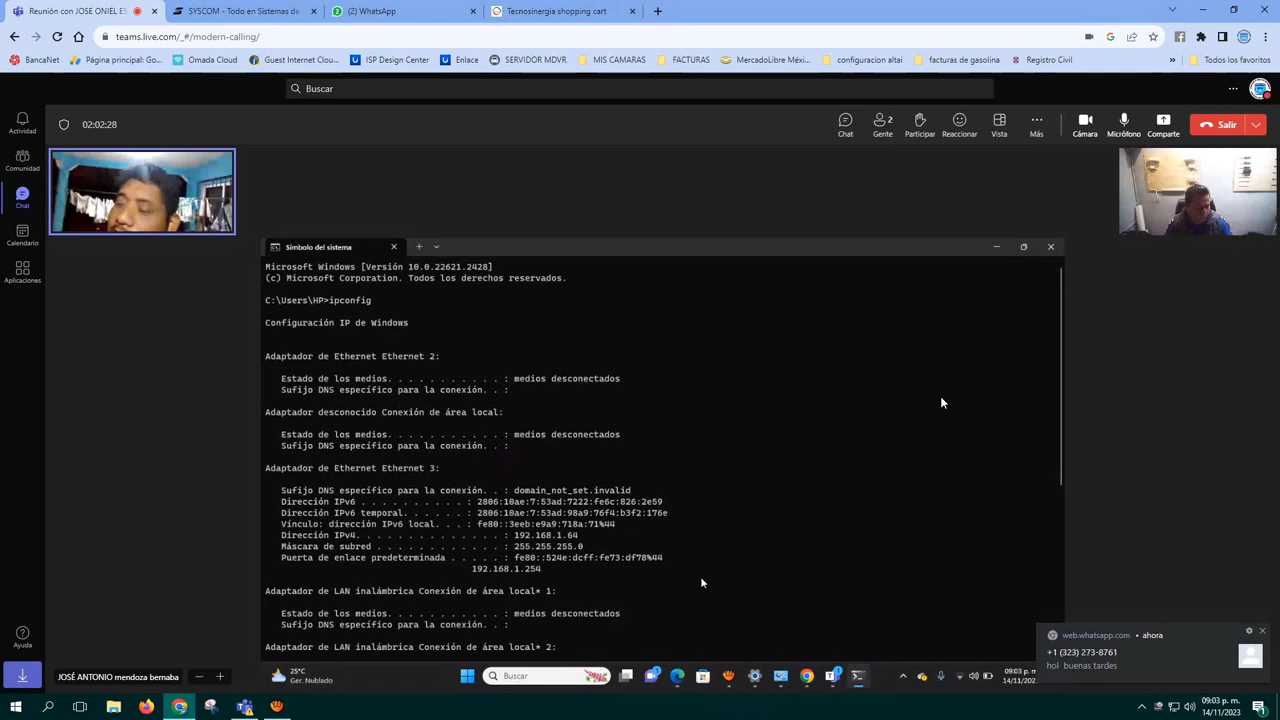 Reunión con JOSE ONIEL ES
SYSCOM - Todo en Sistemas de
(2) WhatsApp
Tecnosinergia shopping cart
teams.live.com/_#/modern-calling/
BancaNet
Página principal: Go...
Omada Cloud
Guest Internet Clou...
ISP Design Center
Enlace
SERVIDOR MDVR
MIS CAMARAS
FACTURAS
MercadoLibre Méxi...
configuracion altai
facturas de gasolina
Registro Civil
»
Todos los favoritos
Buscar
Actividad
Comunidad
Chat
Calendario
Aplicaciones
02:02:28
Chat
2
Gente
Participar
Reaccionar
Vista
Más
Cámara
Micrófono
Comparte
Salir
Símbolo del sistema
Microsoft Windows [Versión 10.0.22621.2428]
(c) Microsoft Corporation. Todos los derechos reservados.
C:\Users\HP>ipconfig
Configuración IP de Windows
Adaptador de Ethernet Ethernet 2:
Estado de los medios. . . . . . . . . . . : medios desconectados
Sufijo DNS específico para la conexión. . :
Adaptador desconocido Conexión de área local:
Estado de los medios. . . . . . . . . . . : medios desconectados
Sufijo DNS específico para la conexión. . :
Adaptador de Ethernet Ethernet 3:
Sufijo DNS específico para la conexión. . : domain_not_set.invalid
Dirección IPv6 . . . . . . . . . . : 2806:10ae:7:53ad:7222:fe6c:826:2e59
Dirección IPv6 temporal. . . . . . : 2806:10ae:7:53ad:98a9:76f4:b3f2:176e
Vínculo: dirección IPv6 local. . . : fe80::3eeb:e9a9:718a:71%44
Dirección IPv4. . . . . . . . . . . . . . : 192.168.1.64
Máscara de subred . . . . . . . . . . . . : 255.255.255.0
Puerta de enlace predeterminada . . . . . : fe80::524e:dcff:fe73:df78%44
192.168.1.254
Adaptador de LAN inalámbrica Conexión de área local* 1:
Estado de los medios. . . . . . . . . . . : medios desconectados
Sufijo DNS específico para la conexión. . :
Adaptador de LAN inalámbrica Conexión de área local* 2:
web.whatsapp.com • ahora
+1 (323) 273-8761
hol buenas tardes
Ayuda
JOSÉ ANTONIO mendoza bernaba
25°C
Ger. Nublado
Buscar
09:03 p. m.
14/11/2023
09:03 p. m.
14/11/2023